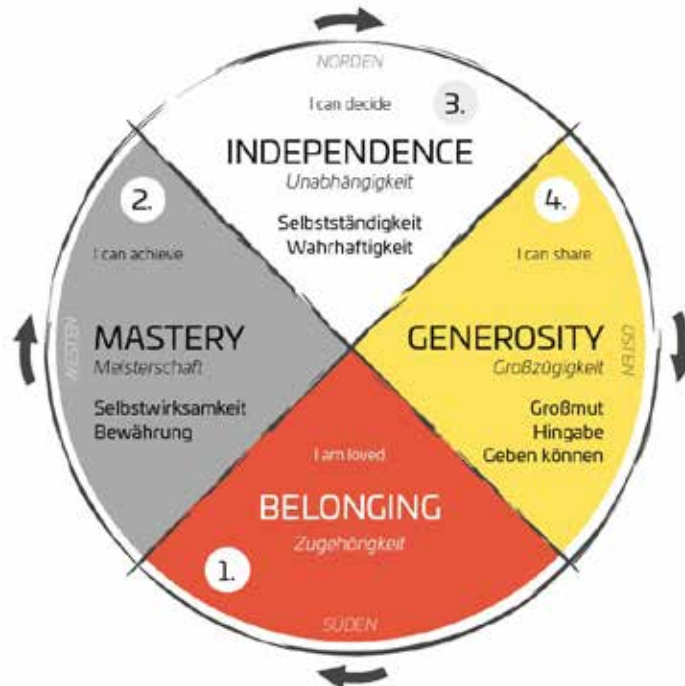 NORDEN
I can decide
3.
INDEPENDENCE
Unabhängigkeit
Selbstständigkeit
Wahrhaftigkeit
2.
I can achieve
MASTERY
Meisterschaft
Selbstwirksamkeit
Bewährung
WESTEN
4.
I can share
GENEROSITY
Großzügigkeit
Großmut
Hingabe
Geben können
OSTEN
I am loved
BELONGING
Zugehörigkeit
1.
SÜDEN